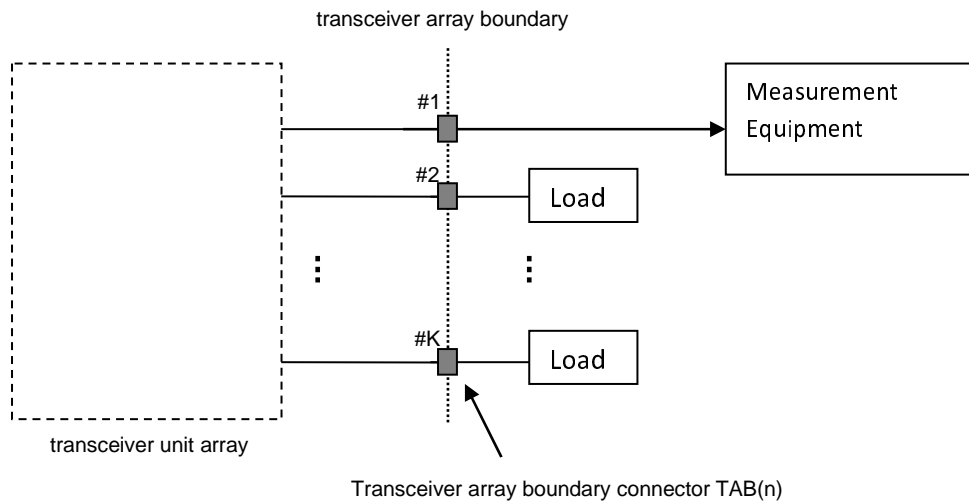 transceiver array boundary
#1
Measurement
Equipment
#2
Load
#K
Load
transceiver unit array
Transceiver array boundary connector TAB(n)